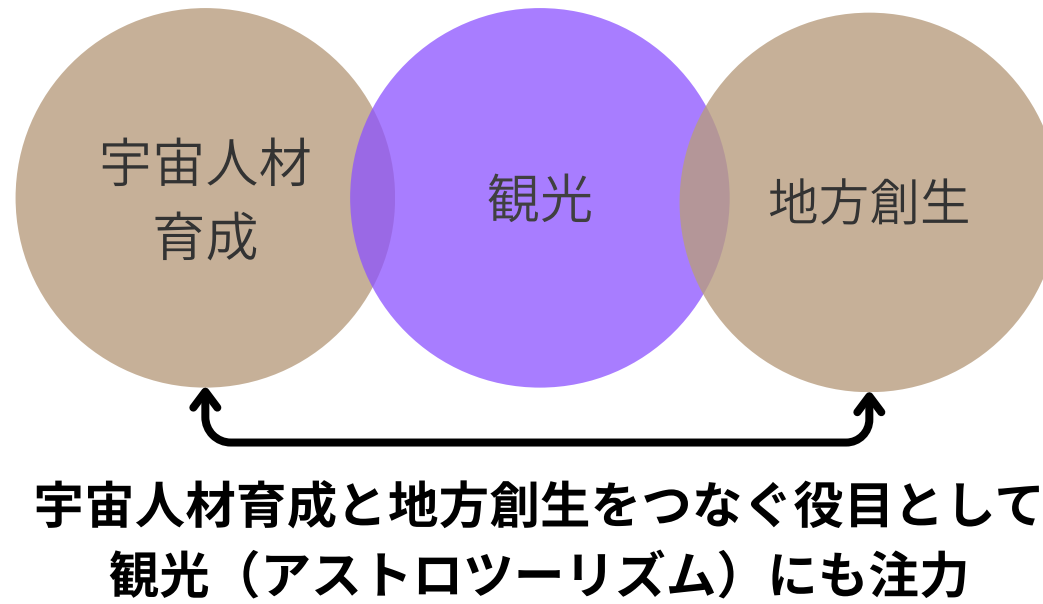 宇宙人材
育成
観光
地方創生
宇宙人材育成と地方創生をつなぐ役目として
観光（アストロツーリズム）にも注力